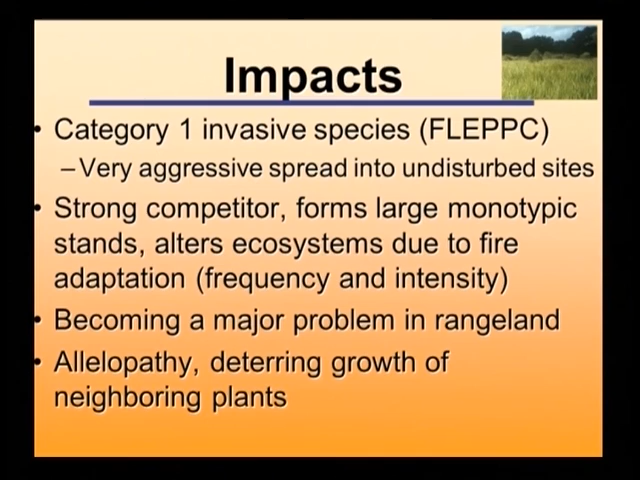 Impacts
• Category 1 invasive species (FLEPPC)
–Very aggressive spread into undisturbed sites
• Strong competitor, forms large monotypic
stands, alters ecosystems due to fire
adaptation (frequency and intensity)
• Becoming a major problem in rangeland
• Allelopathy, deterring growth of
neighboring plants